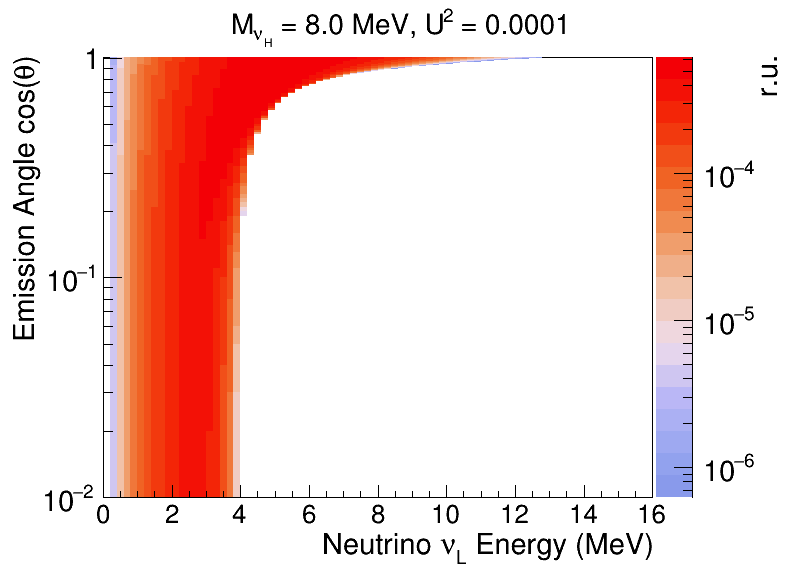 M_{ν_H} = 8.0 MeV, U² = 0.0001
r.u.
Emission Angle cos(θ)
1
10⁻¹
10⁻²
10⁻⁴
10⁻⁵
10⁻⁶
0 2 4 6 8 10 12 14 16
Neutrino ν_L Energy (MeV)